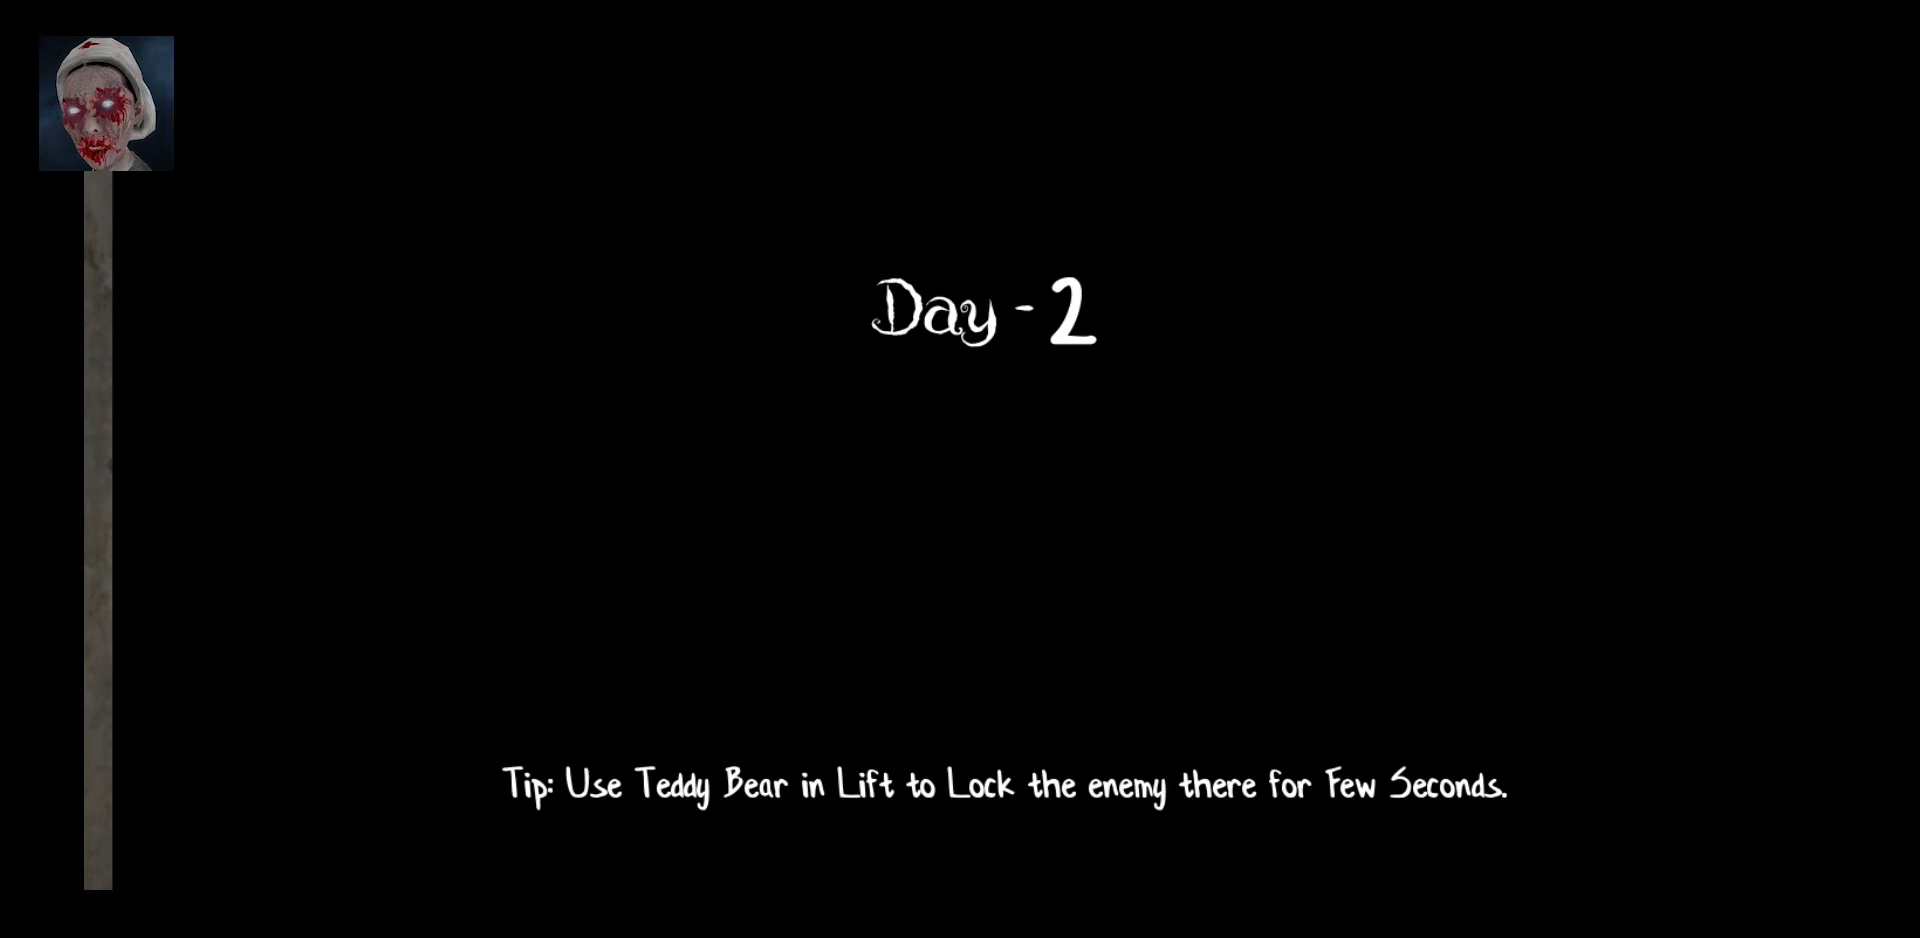 Day - 2
Tip: Use Teddy Bear in Lift to Lock the enemy there for Few Seconds.